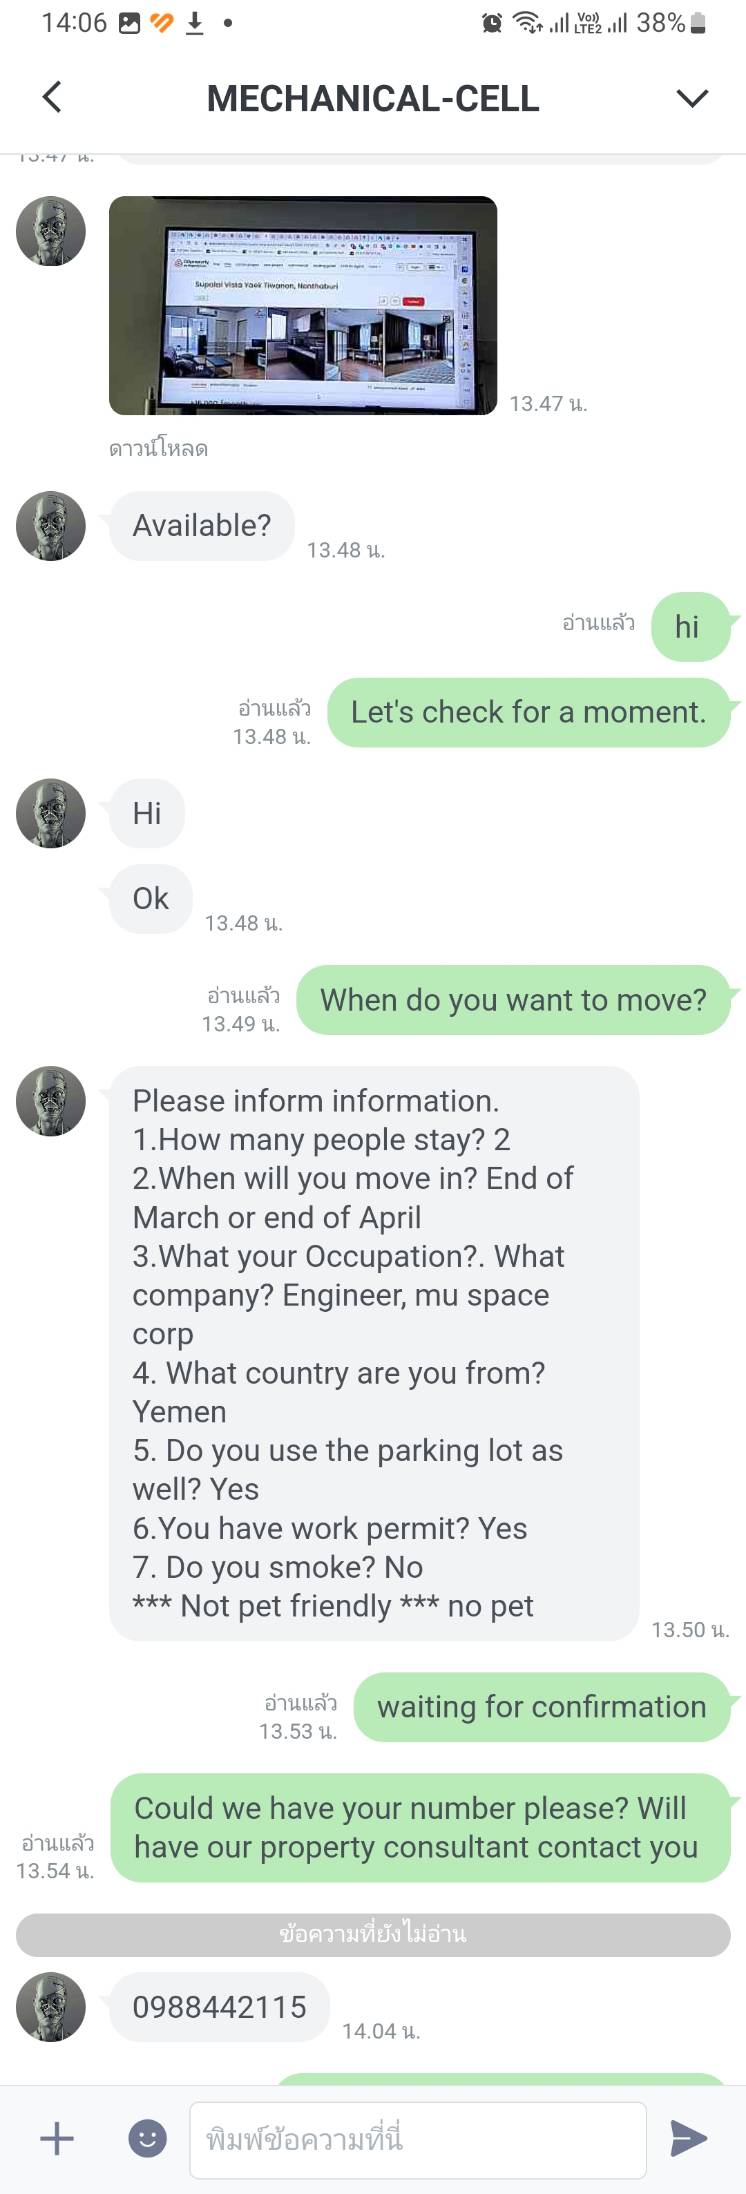 14:06
Vo))
LTE2
38%
MECHANICAL-CELL
13.47 น.
Supalai Vista Yaek Tiwanon, Nonthaburi
13.47 น.
ดาวน์โหลด
Available?
13.48 น.
อ่านแล้ว
hi
อ่านแล้ว
13.48 น.
Let's check for a moment.
Hi
Ok
13.48 น.
อ่านแล้ว
13.49 น.
When do you want to move?
Please inform information.
1.How many people stay? 2
2.When will you move in? End of
March or end of April
3.What your Occupation?. What
company? Engineer, mu space
corp
4. What country are you from?
Yemen
5. Do you use the parking lot as
well? Yes
6.You have work permit? Yes
7. Do you smoke? No
*** Not pet friendly *** no pet
13.50 น.
อ่านแล้ว
13.53 น.
waiting for confirmation
Could we have your number please? Will
have our property consultant contact you
อ่านแล้ว
13.54 น.
ข้อความที่ยังไม่อ่าน
0988442115
14.04 น.
พิมพ์ข้อความที่นี่